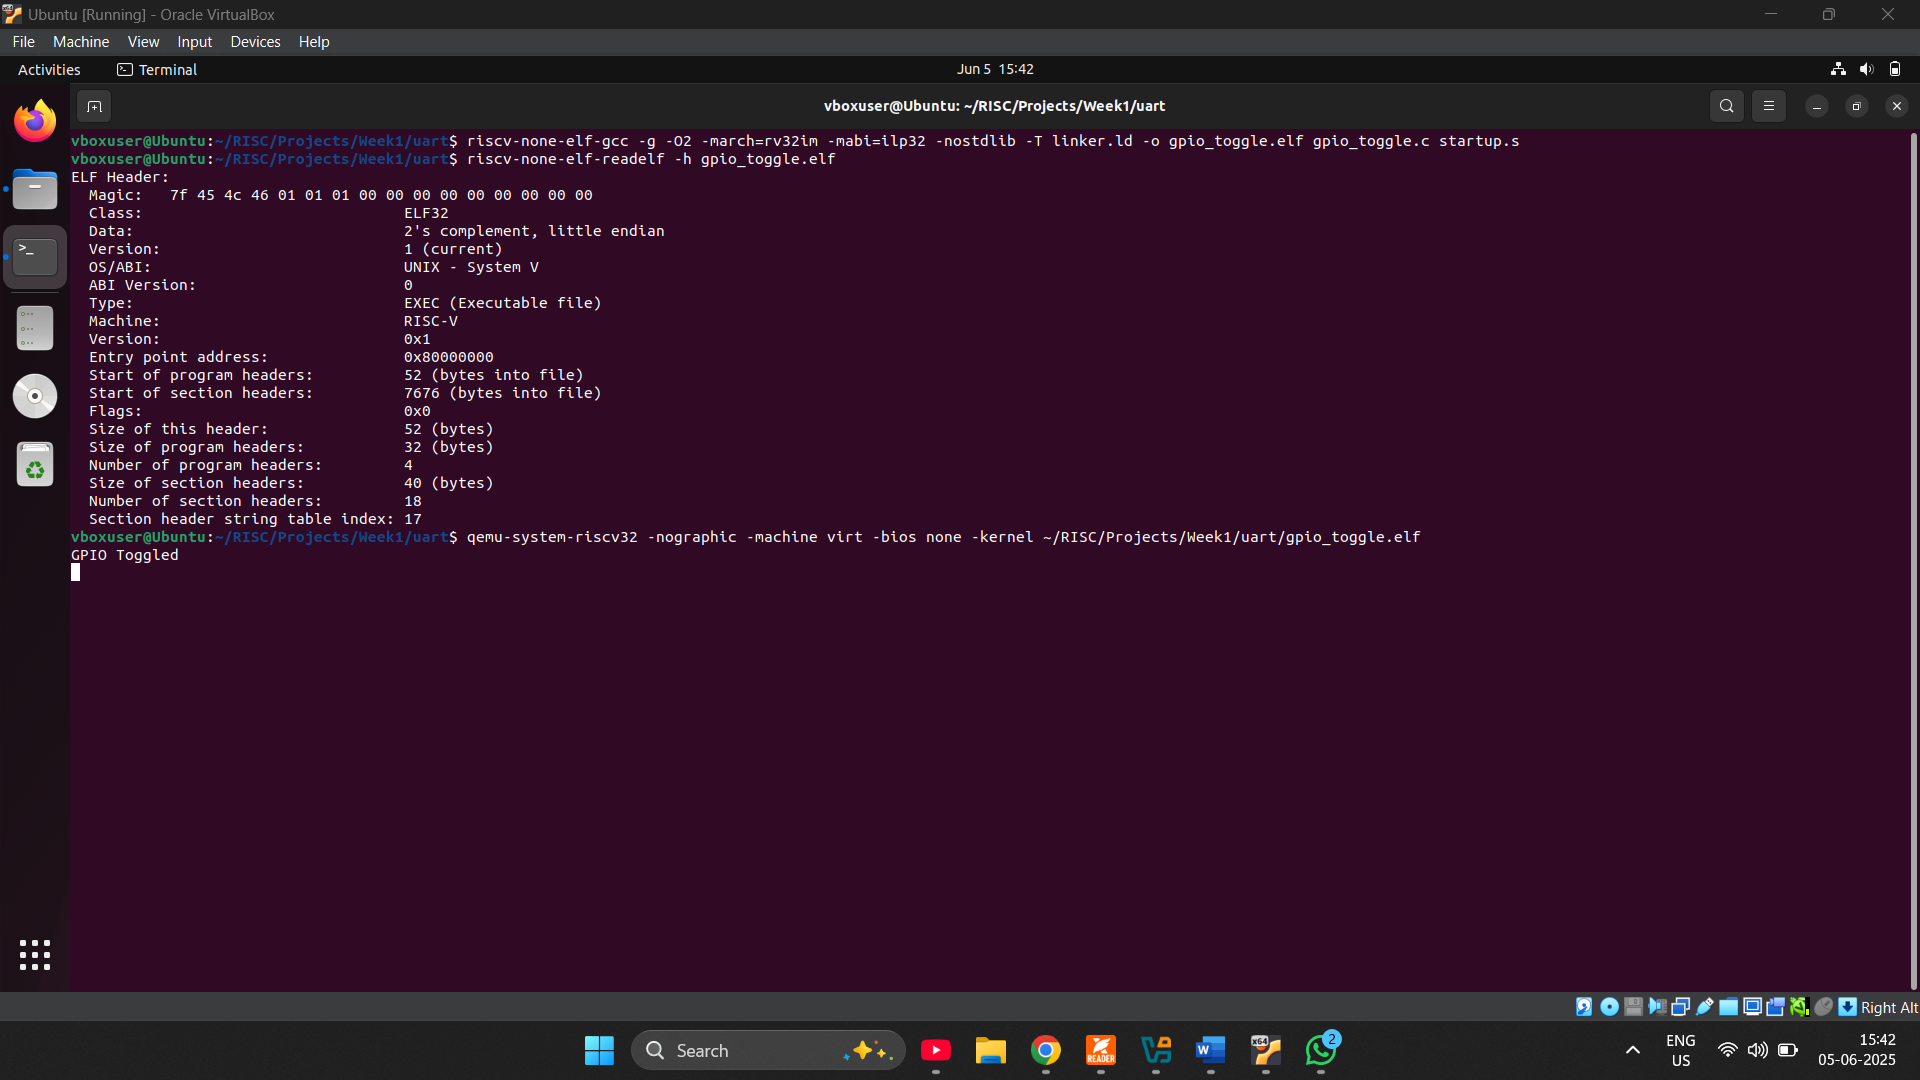 Ubuntu [Running] - Oracle VirtualBox
File Machine View Input Devices Help
Activities Terminal Jun 5 15:42
vboxuser@Ubuntu: ~/RISC/Projects/Week1/uart
vboxuser@Ubuntu:~/RISC/Projects/Week1/uart$ riscv-none-elf-gcc -g -O2 -march=rv32im -mabi=ilp32 -nostdlib -T linker.ld -o gpio_toggle.elf gpio_toggle.c startup.s
vboxuser@Ubuntu:~/RISC/Projects/Week1/uart$ riscv-none-elf-readelf -h gpio_toggle.elf
ELF Header:
  Magic:   7f 45 4c 46 01 01 01 00 00 00 00 00 00 00 00 00
  Class:                             ELF32
  Data:                              2's complement, little endian
  Version:                           1 (current)
  OS/ABI:                            UNIX - System V
  ABI Version:                       0
  Type:                              EXEC (Executable file)
  Machine:                           RISC-V
  Version:                           0x1
  Entry point address:               0x80000000
  Start of program headers:          52 (bytes into file)
  Start of section headers:          7676 (bytes into file)
  Flags:                             0x0
  Size of this header:               52 (bytes)
  Size of program headers:           32 (bytes)
  Number of program headers:         4
  Size of section headers:           40 (bytes)
  Number of section headers:         18
  Section header string table index: 17
vboxuser@Ubuntu:~/RISC/Projects/Week1/uart$ qemu-system-riscv32 -nographic -machine virt -bios none -kernel ~/RISC/Projects/Week1/uart/gpio_toggle.elf
GPIO Toggled
Right Alt
Search
READER
W
x64
2
ENG
US
15:42
05-06-2025